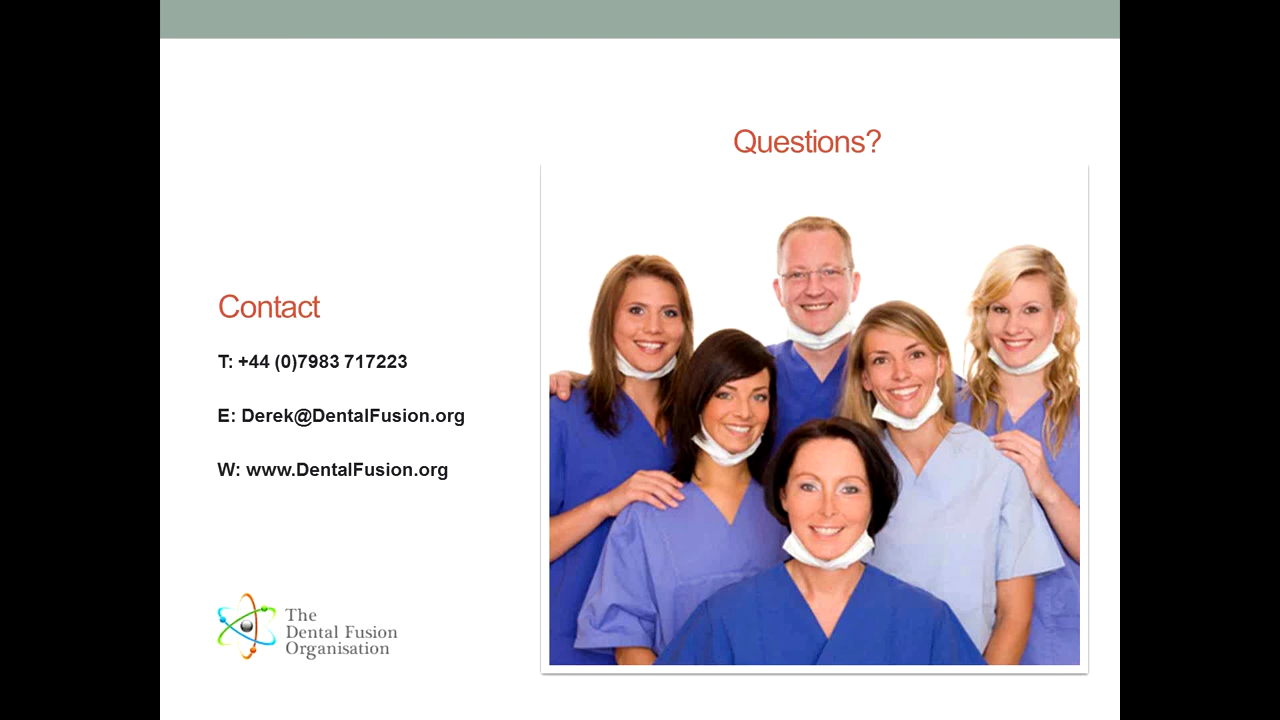 Questions?
Contact
T: +44 (0)7983 717223
E: Derek@DentalFusion.org
W: www.DentalFusion.org
The
Dental Fusion
Organisation